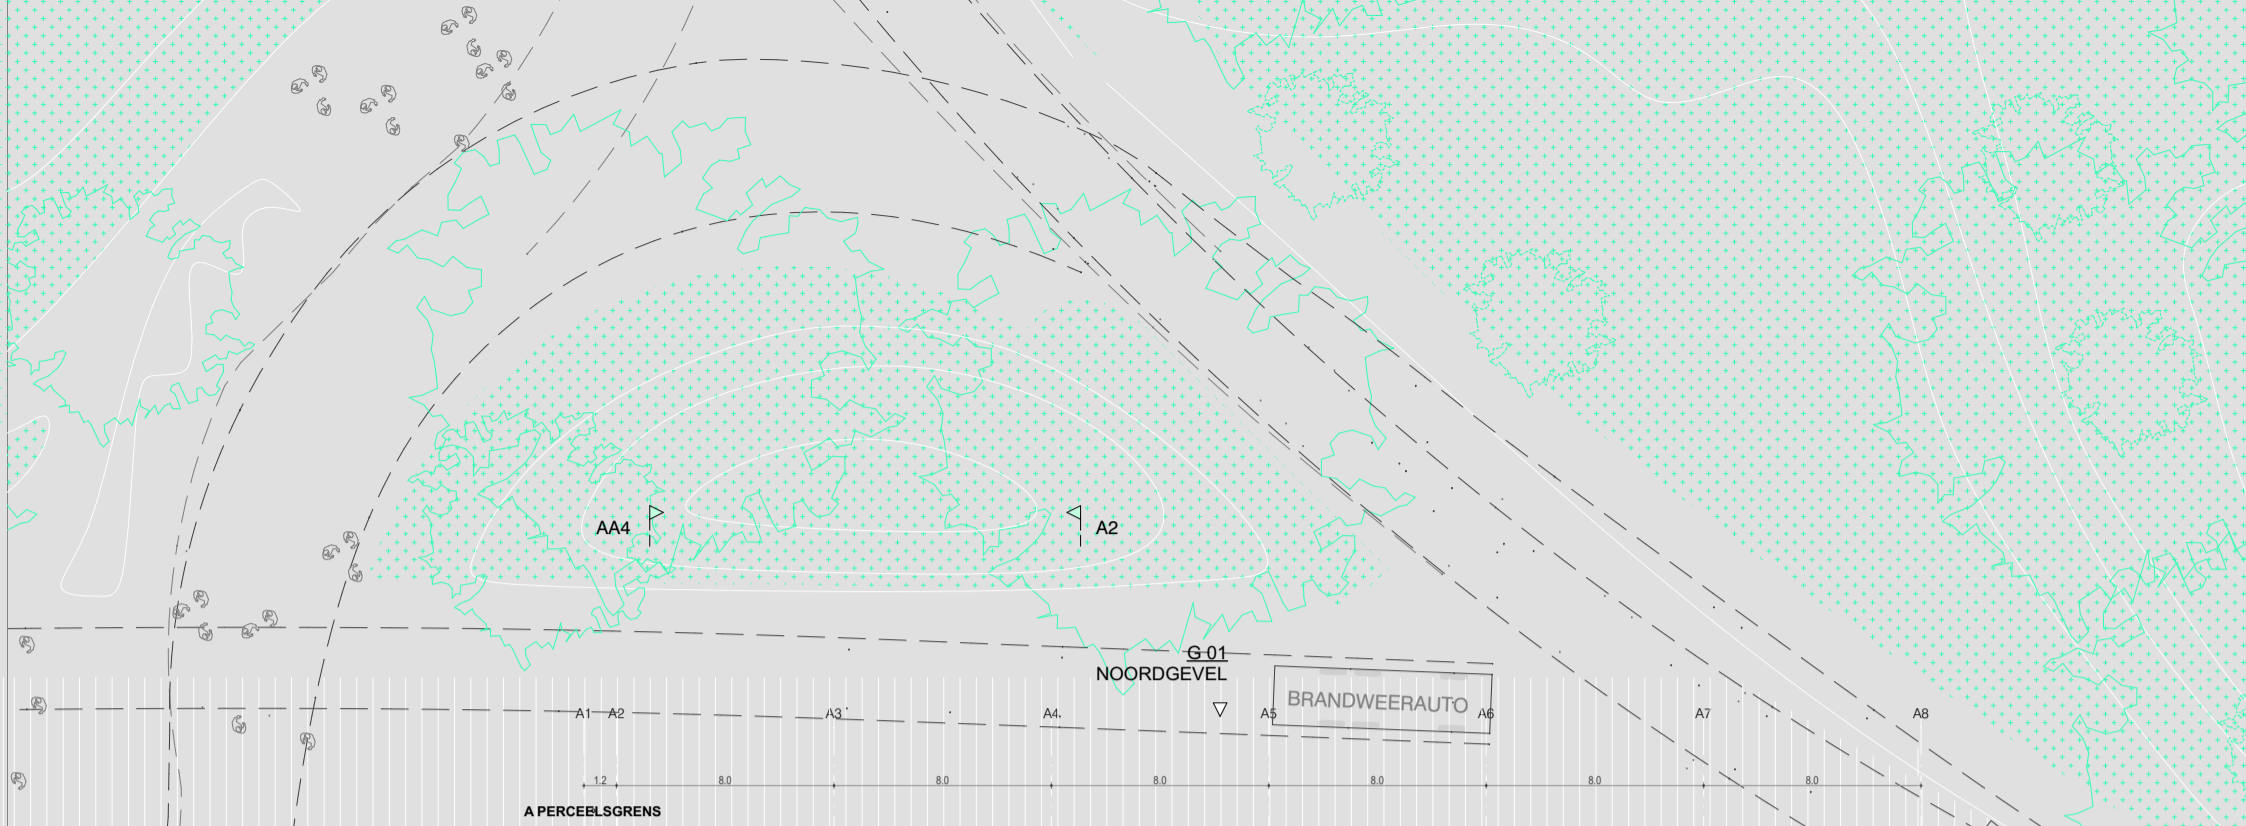 AA4
A2
G 01
NOORDGEVEL
BRANDWEERAUTO
A1 A2 A3 A4 A5 A6 A7 A8
1.2 8.0 8.0 8.0 8.0 8.0 8.0
A PERCEELSGRENS